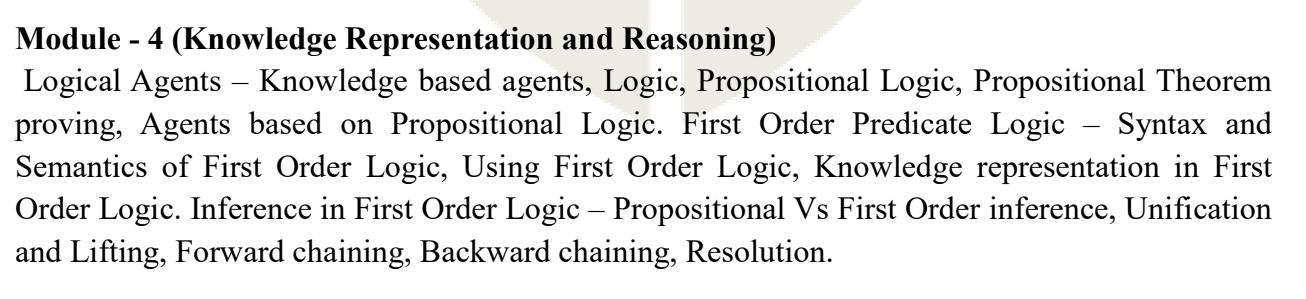 Module - 4 (Knowledge Representation and Reasoning)
Logical Agents – Knowledge based agents, Logic, Propositional Logic, Propositional Theorem
proving, Agents based on Propositional Logic. First Order Predicate Logic – Syntax and
Semantics of First Order Logic, Using First Order Logic, Knowledge representation in First
Order Logic. Inference in First Order Logic – Propositional Vs First Order inference, Unification
and Lifting, Forward chaining, Backward chaining, Resolution.